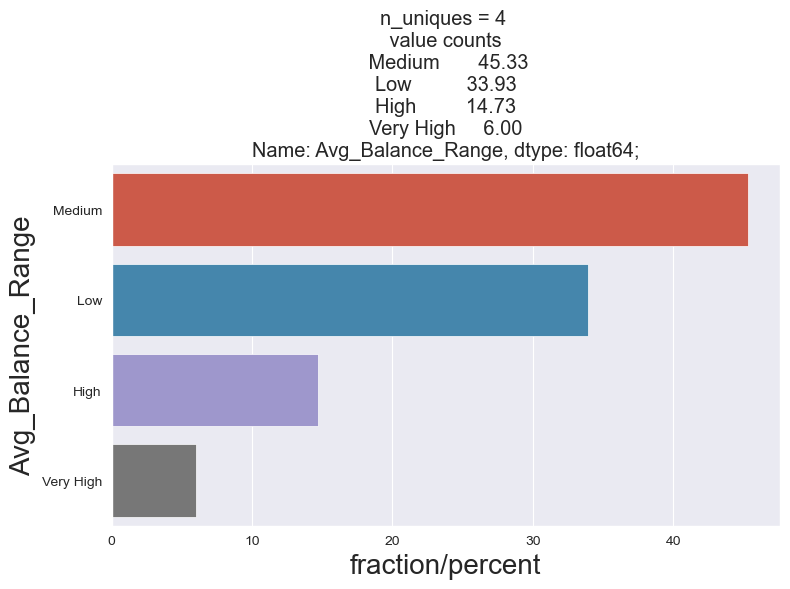 n_uniques = 4
value counts
Medium 45.33
Low 33.93
High 14.73
Very High 6.00
Name: Avg_Balance_Range, dtype: float64;
Avg_Balance_Range
Medium
Low
High
Very High
0 10 20 30 40
fraction/percent